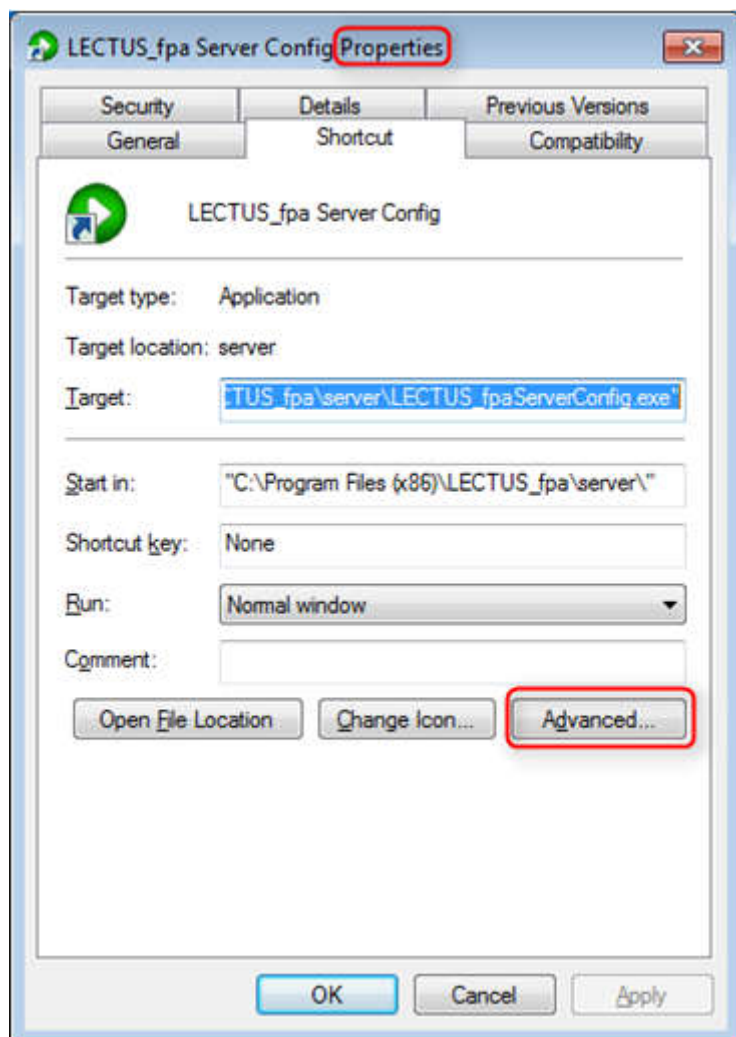 LECTUS_fpa Server Config Properties
Security Details Previous Versions
General Shortcut Compatibility
LECTUS_fpa Server Config
Target type: Application
Target location: server
Target: CTUS_fpa\server\LECTUS_fpaServerConfig.exe"
Start in: "C:\Program Files (x86)\LECTUS_fpa\server\"
Shortcut key: None
Run: Normal window
Comment:
Open File Location Change Icon... Advanced...
OK Cancel Apply